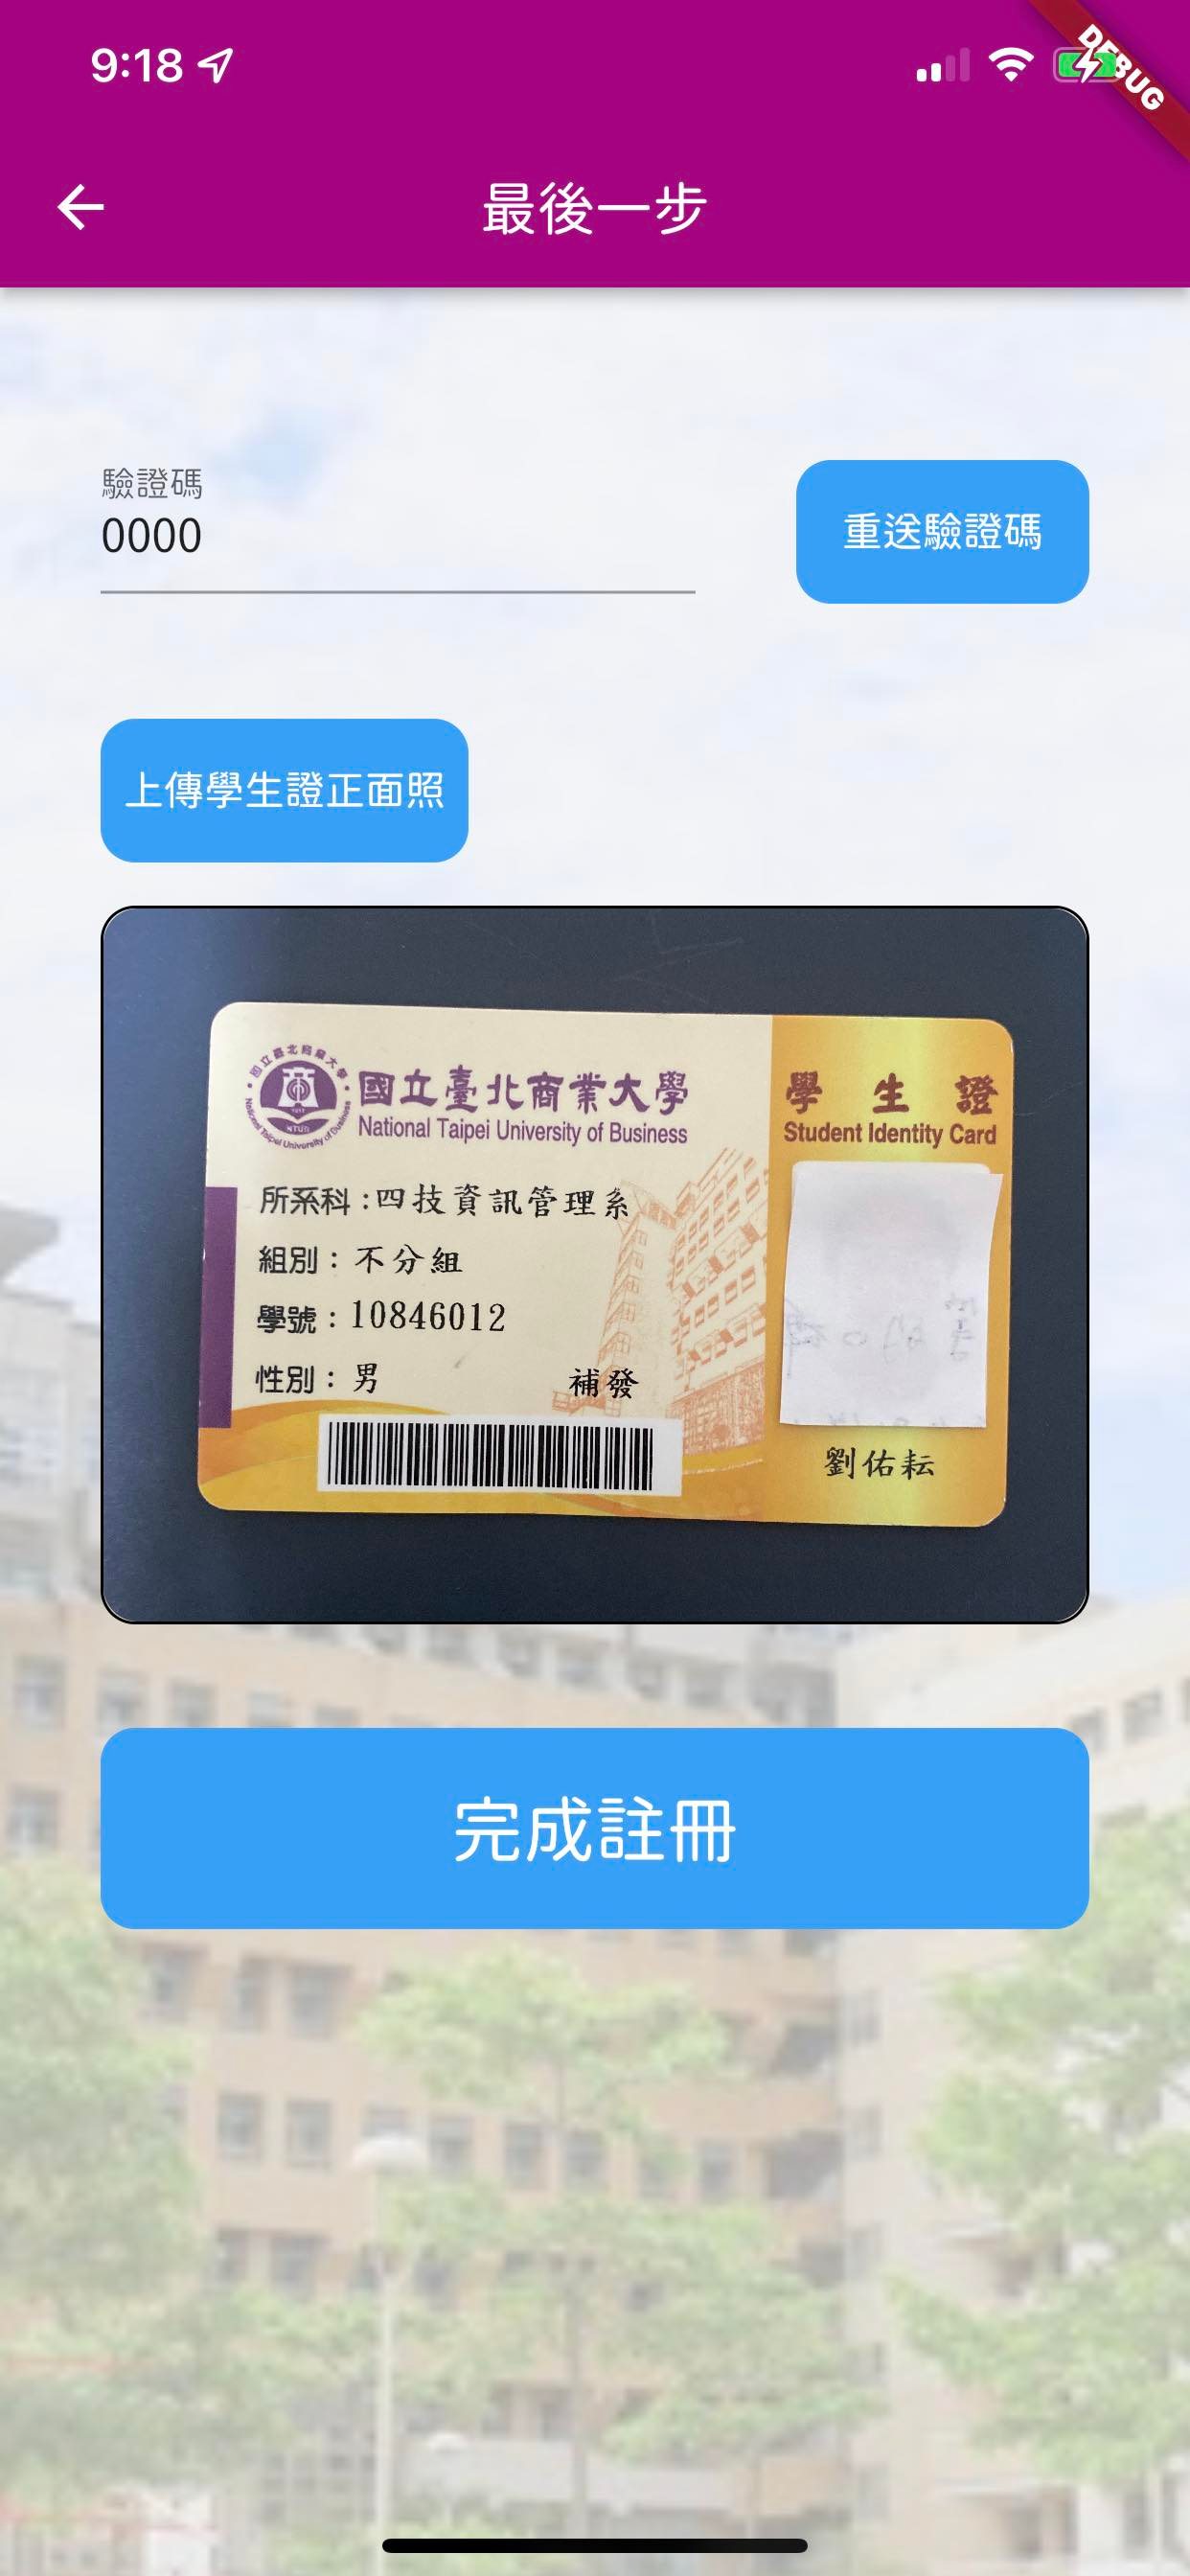 9:18
DEBUG
最後一步
驗證碼
0000
重送驗證碼
上傳學生證正面照
國立臺北商業大學
National Taipei University of Business
學生證
Student Identity Card
所系科:四技資訊管理系
組別:不分組
學號:10846012
性別:男
補發
劉佑耘
完成註冊